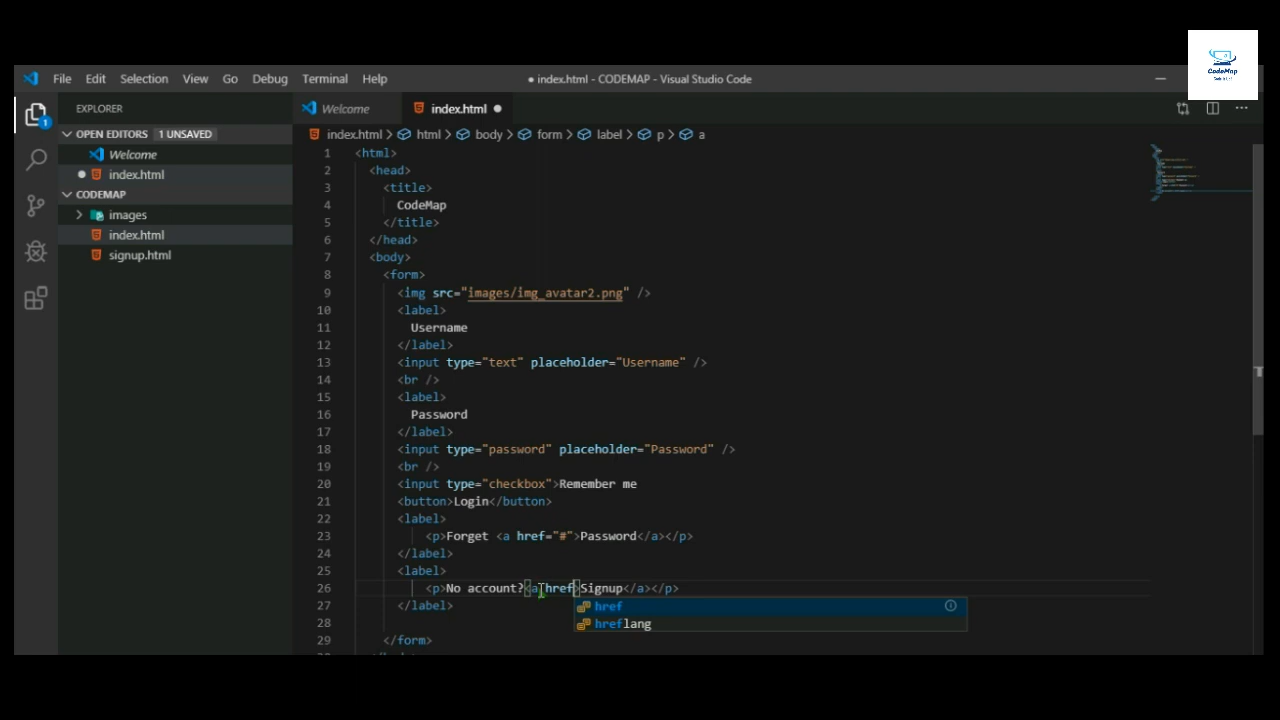 CodeMap
File Edit Selection View Go Debug Terminal Help
● index.html - CODEMAP - Visual Studio Code
EXPLORER
Welcome
index.html ●
1
OPEN EDITORS 1 UNSAVED
Welcome
● index.html
CODEMAP
images
index.html
signup.html
index.html > html > body > form > label > p > a
1 <html>
2 <head>
3 <title>
4 CodeMap
5 </title>
6 </head>
7 <body>
8 <form>
9 <img src="images/img_avatar2.png" />
10 <label>
11 Username
12 </label>
13 <input type="text" placeholder="Username" />
14 <br />
15 <label>
16 Password
17 </label>
18 <input type="password" placeholder="Password" />
19 <br />
20 <input type="checkbox">Remember me
21 <button>Login</button>
22 <label>
23 <p>Forget <a href="#">Password</a></p>
24 </label>
25 <label>
26 <p>No account?<a href>Signup</a></p>
href
hreflang
27 </label>
28
29 </form>